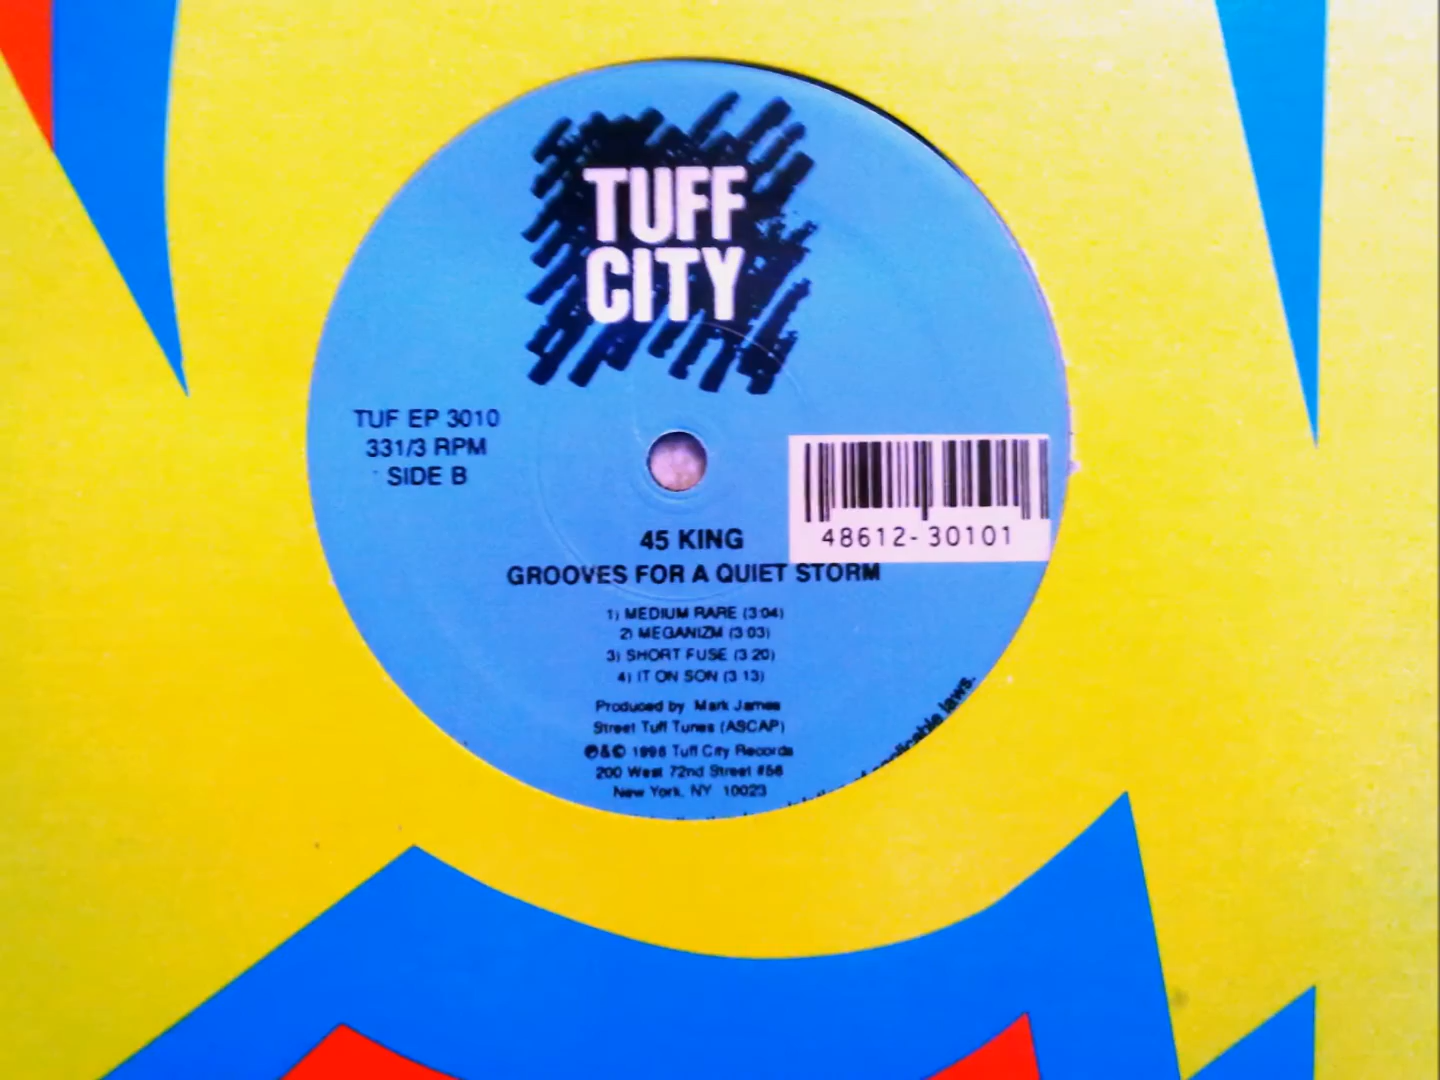 TUFF
CITY
TUF EP 3010
331/3 RPM
SIDE B
48612-30101
45 KING
GROOVES FOR A QUIET STORM
1) MEDIUM RARE (3:04)
2) MEGANIZM (3:03)
3) SHORT FUSE (3:20)
4) IT ON SON (3:13)
Produced by Mark James
Street Tuff Tunes (ASCAP)
℗&© 1996 Tuff City Records
200 West 72nd Street #56
New York, NY 10023
applicable laws.